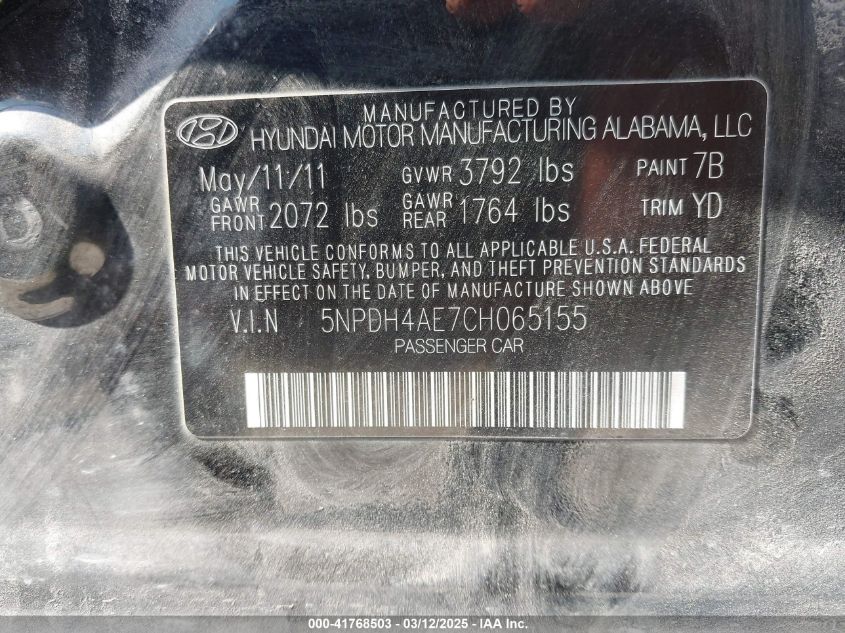 MANUFACTURED BY
HYUNDAI MOTOR MANUFACTURING ALABAMA, LLC
May/11/11 GVWR 3792 lbs PAINT 7B
GAWR FRONT 2072 lbs GAWR REAR 1764 lbs TRIM YD
THIS VEHICLE CONFORMS TO ALL APPLICABLE U.S.A. FEDERAL
MOTOR VEHICLE SAFETY, BUMPER, AND THEFT PREVENTION STANDARDS
IN EFFECT ON THE DATE OF MANUFACTURE SHOWN ABOVE
V.I.N 5NPDH4AE7CH065155
PASSENGER CAR
000-41768503 - 03/12/2025 - IAA, Inc.